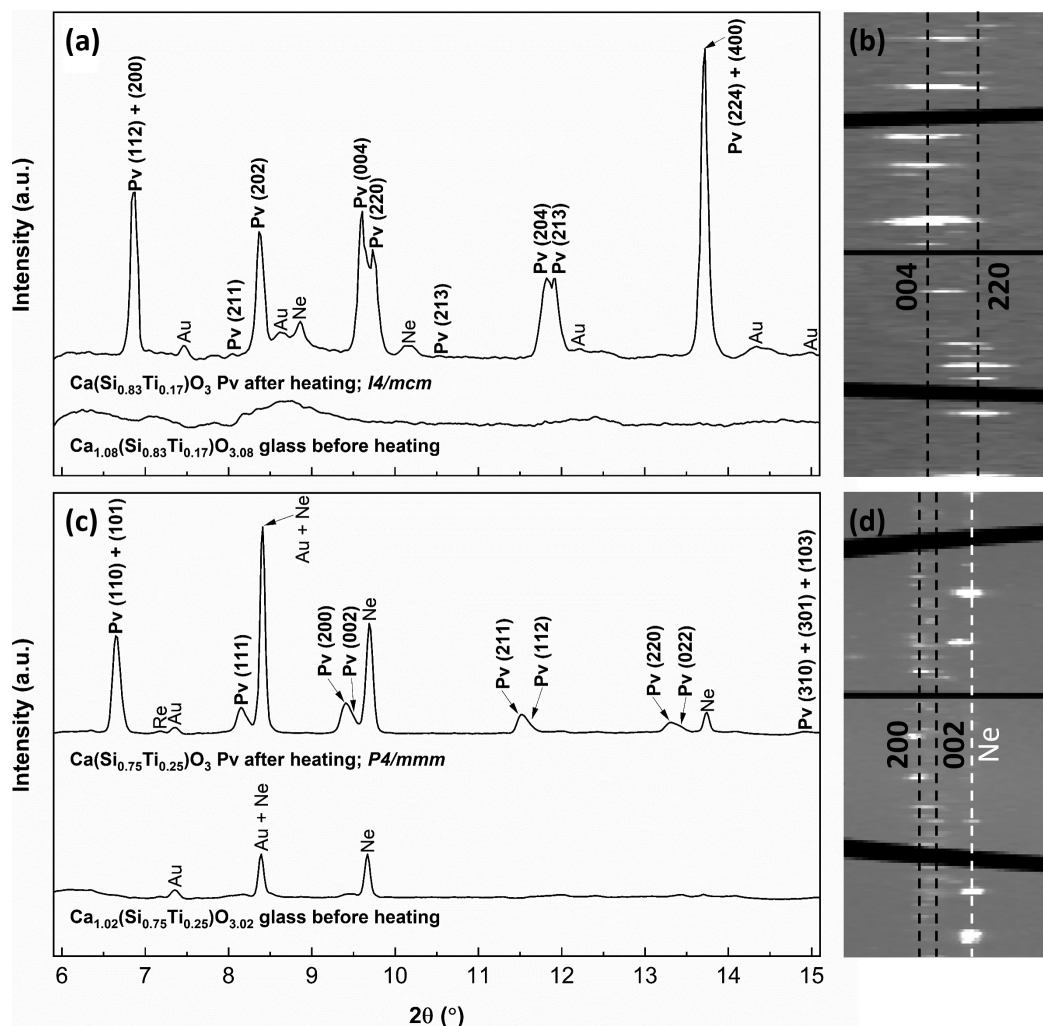 (a)
Pv (112) + (200)
Au
Pv (211)
Pv (202)
Au
Ne
Pv (004)
Pv (220)
Ne
Pv (213)
Pv (204)
Pv (213)
Au
Pv (224) + (400)
Au
Au
Ca(Si0.83Ti0.17)O3 Pv after heating; I4/mcm
Ca1.08(Si0.83Ti0.17)O3.08 glass before heating
Intensity (a.u.)
(b)
004
220
(c)
Pv (110) + (101)
Re
Au
Pv (111)
Au + Ne
Pv (200)
Pv (002)
Ne
Pv (211)
Pv (112)
Pv (220)
Pv (022)
Ne
Pv (310) + (301) + (103)
Ca(Si0.75Ti0.25)O3 Pv after heating; P4/mmm
Au
Au + Ne
Ne
Ca1.02(Si0.75Ti0.25)O3.02 glass before heating
Intensity (a.u.)
6 7 8 9 10 11 12 13 14 15
2θ (°)
(d)
200
002
Ne